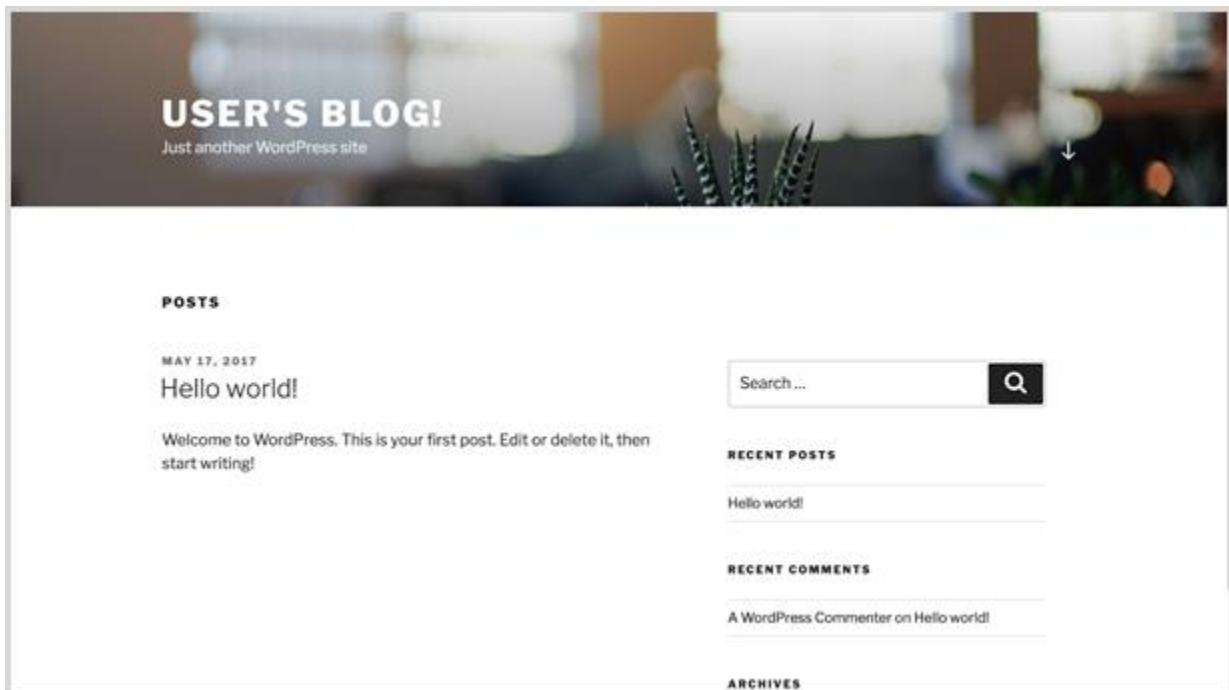 USER'S BLOG!
Just another WordPress site
POSTS
MAY 17, 2017
Hello world!
Welcome to WordPress. This is your first post. Edit or delete it, then
start writing!
Search ...
RECENT POSTS
Hello world!
RECENT COMMENTS
A WordPress Commenter on Hello world!
ARCHIVES